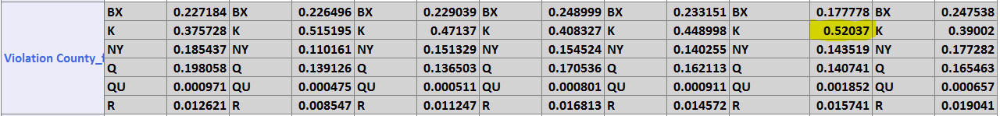 BX 0.227184 BX 0.226496 BX 0.229039 BX 0.248999 BX 0.233151 BX 0.177778 BX 0.247538
K 0.375728 K 0.515195 K 0.47137 K 0.408327 K 0.448998 K 0.52037 K 0.39002
NY 0.185437 NY 0.110161 NY 0.151329 NY 0.154524 NY 0.140255 NY 0.143519 NY 0.177282
Violation County_f
Q 0.198058 Q 0.139126 Q 0.136503 Q 0.170536 Q 0.162113 Q 0.140741 Q 0.165463
QU 0.000971 QU 0.000475 QU 0.000511 QU 0.000801 QU 0.000911 QU 0.001852 QU 0.000657
R 0.012621 R 0.008547 R 0.011247 R 0.016813 R 0.014572 R 0.015741 R 0.019041